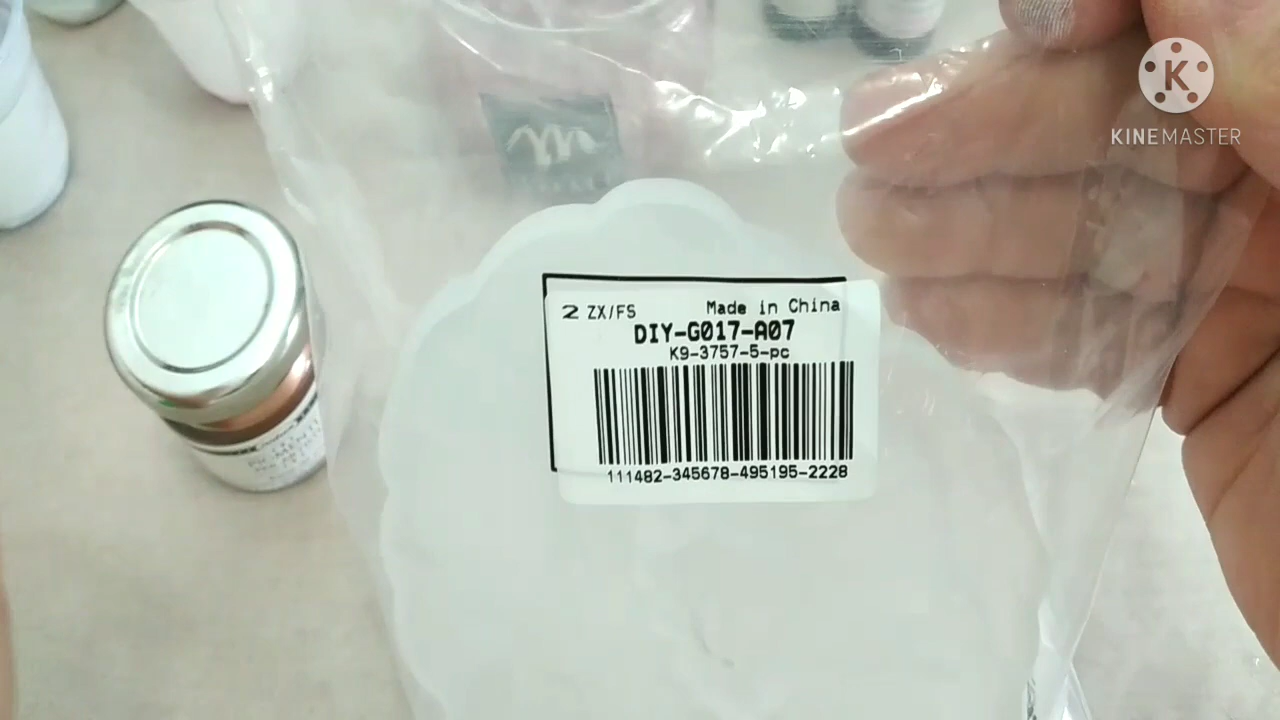 KINEMASTER
2 ZX/FS Made in China
DIY-G017-A07
K9-3757-5-pc
111482-345678-495195-2228